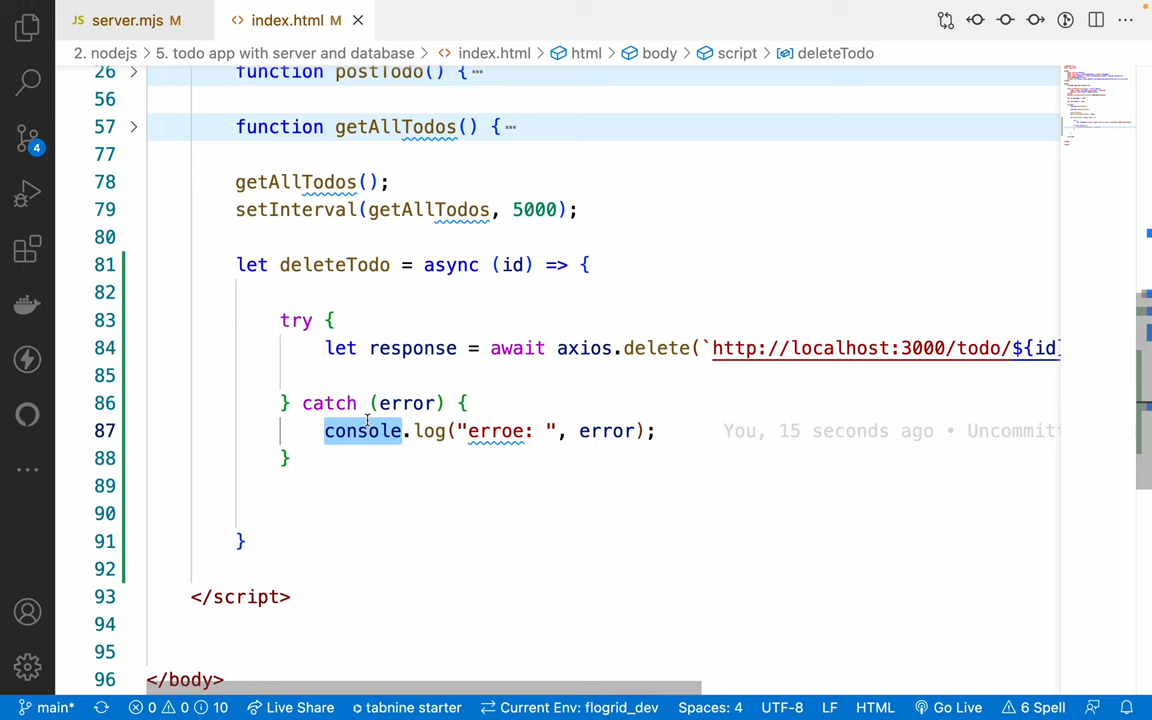 JS server.mjs M <> index.html M ×
2. nodejs > 5. todo app with server and database > <> index.html > html > body > script > deleteTodo
26 > function postTodo() {⋯
56
57 > function getAllTodos() {⋯
77
78 getAllTodos();
79 setInterval(getAllTodos, 5000);
80
81 let deleteTodo = async (id) => {
82
83 try {
84 let response = await axios.delete(`http://localhost:3000/todo/${id}
85
86 } catch (error) {
87 console.log("erroe: ", error); You, 15 seconds ago • Uncommitt
88 }
89
90
91 }
92
93 </script>
94
95
96 </body>
4
main* 0 0 10 Live Share tabnine starter Current Env: flogrid_dev Spaces: 4 UTF-8 LF HTML Go Live 6 Spell